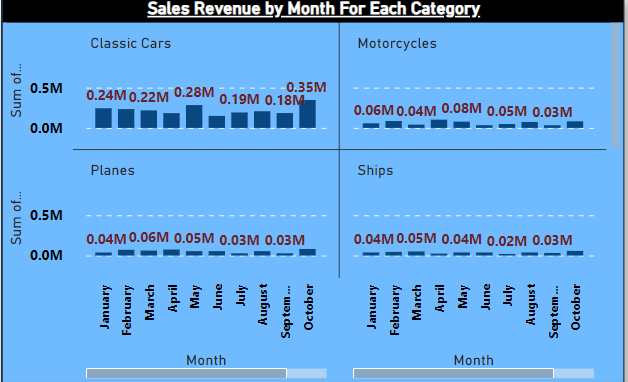 Sales Revenue by Month For Each Category
Classic Cars
Motorcycles
Sum of...
0.5M
0.0M
0.24M 0.22M 0.28M 0.19M 0.18M 0.35M
0.06M 0.04M 0.08M 0.05M 0.03M
Planes
Ships
Sum of...
0.5M
0.0M
0.04M 0.06M 0.05M 0.03M 0.03M
0.04M 0.05M 0.04M 0.02M 0.03M
January
February
March
April
May
June
July
August
Septem...
October
January
February
March
April
May
June
July
August
Septem...
October
Month
Month